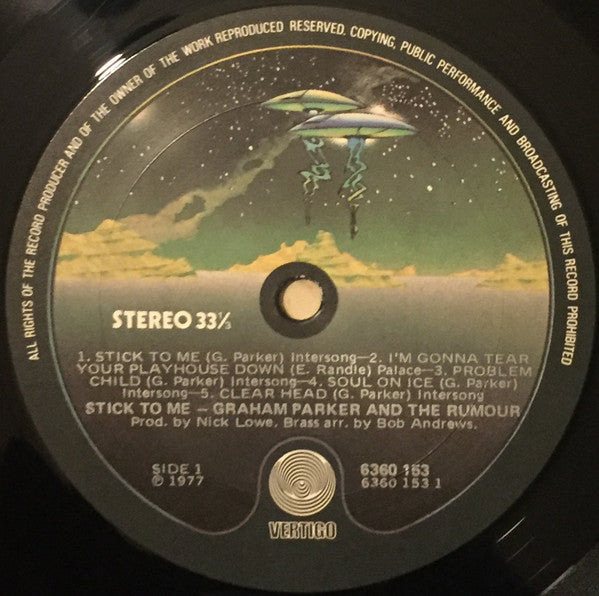 ALL RIGHTS OF THE RECORD PRODUCER AND OF THE OWNER OF THE WORK REPRODUCED RESERVED. COPYING, PUBLIC PERFORMANCE AND BROADCASTING OF THIS RECORD PROHIBITED
STEREO 33⅓
1. STICK TO ME (G. Parker) Intersong—2. I'M GONNA TEAR
YOUR PLAYHOUSE DOWN (E. Randle) Palace—3. PROBLEM
CHILD (G. Parker) Intersong—4. SOUL ON ICE (G. Parker)
Intersong—5. CLEAR HEAD (G. Parker) Intersong
STICK TO ME – GRAHAM PARKER AND THE RUMOUR
Prod. by Nick Lowe. Brass arr. by Bob Andrews.
SIDE 1 6360 153
℗ 1977 6360 153 1
VERTIGO